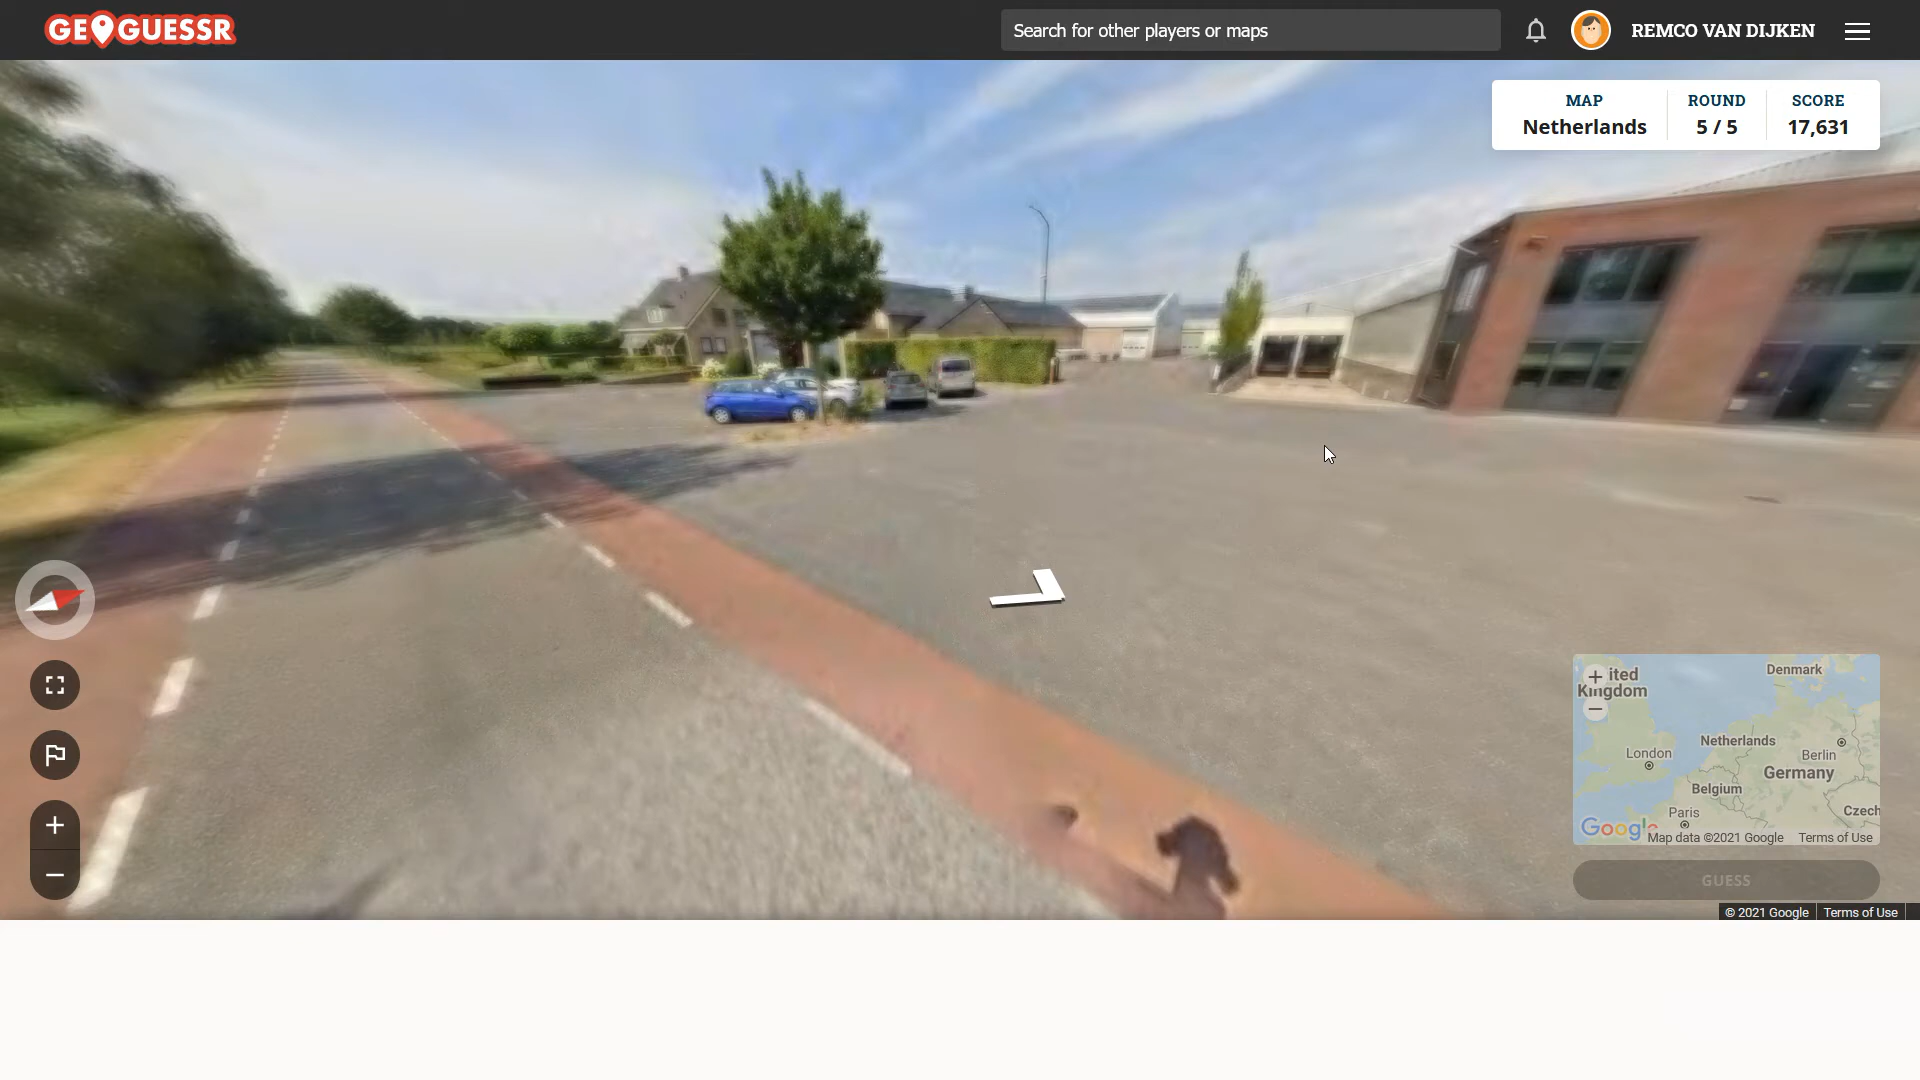 GEOGUESSR
Search for other players or maps
REMCO VAN DIJKEN
MAP
Netherlands
ROUND
5 / 5
SCORE
17,631
Denmark
ited
Kingdom
Netherlands
London
Berlin
Germany
Belgium
Paris
Czech
Google
Map data ©2021 Google
Terms of Use
GUESS
© 2021 Google
Terms of Use